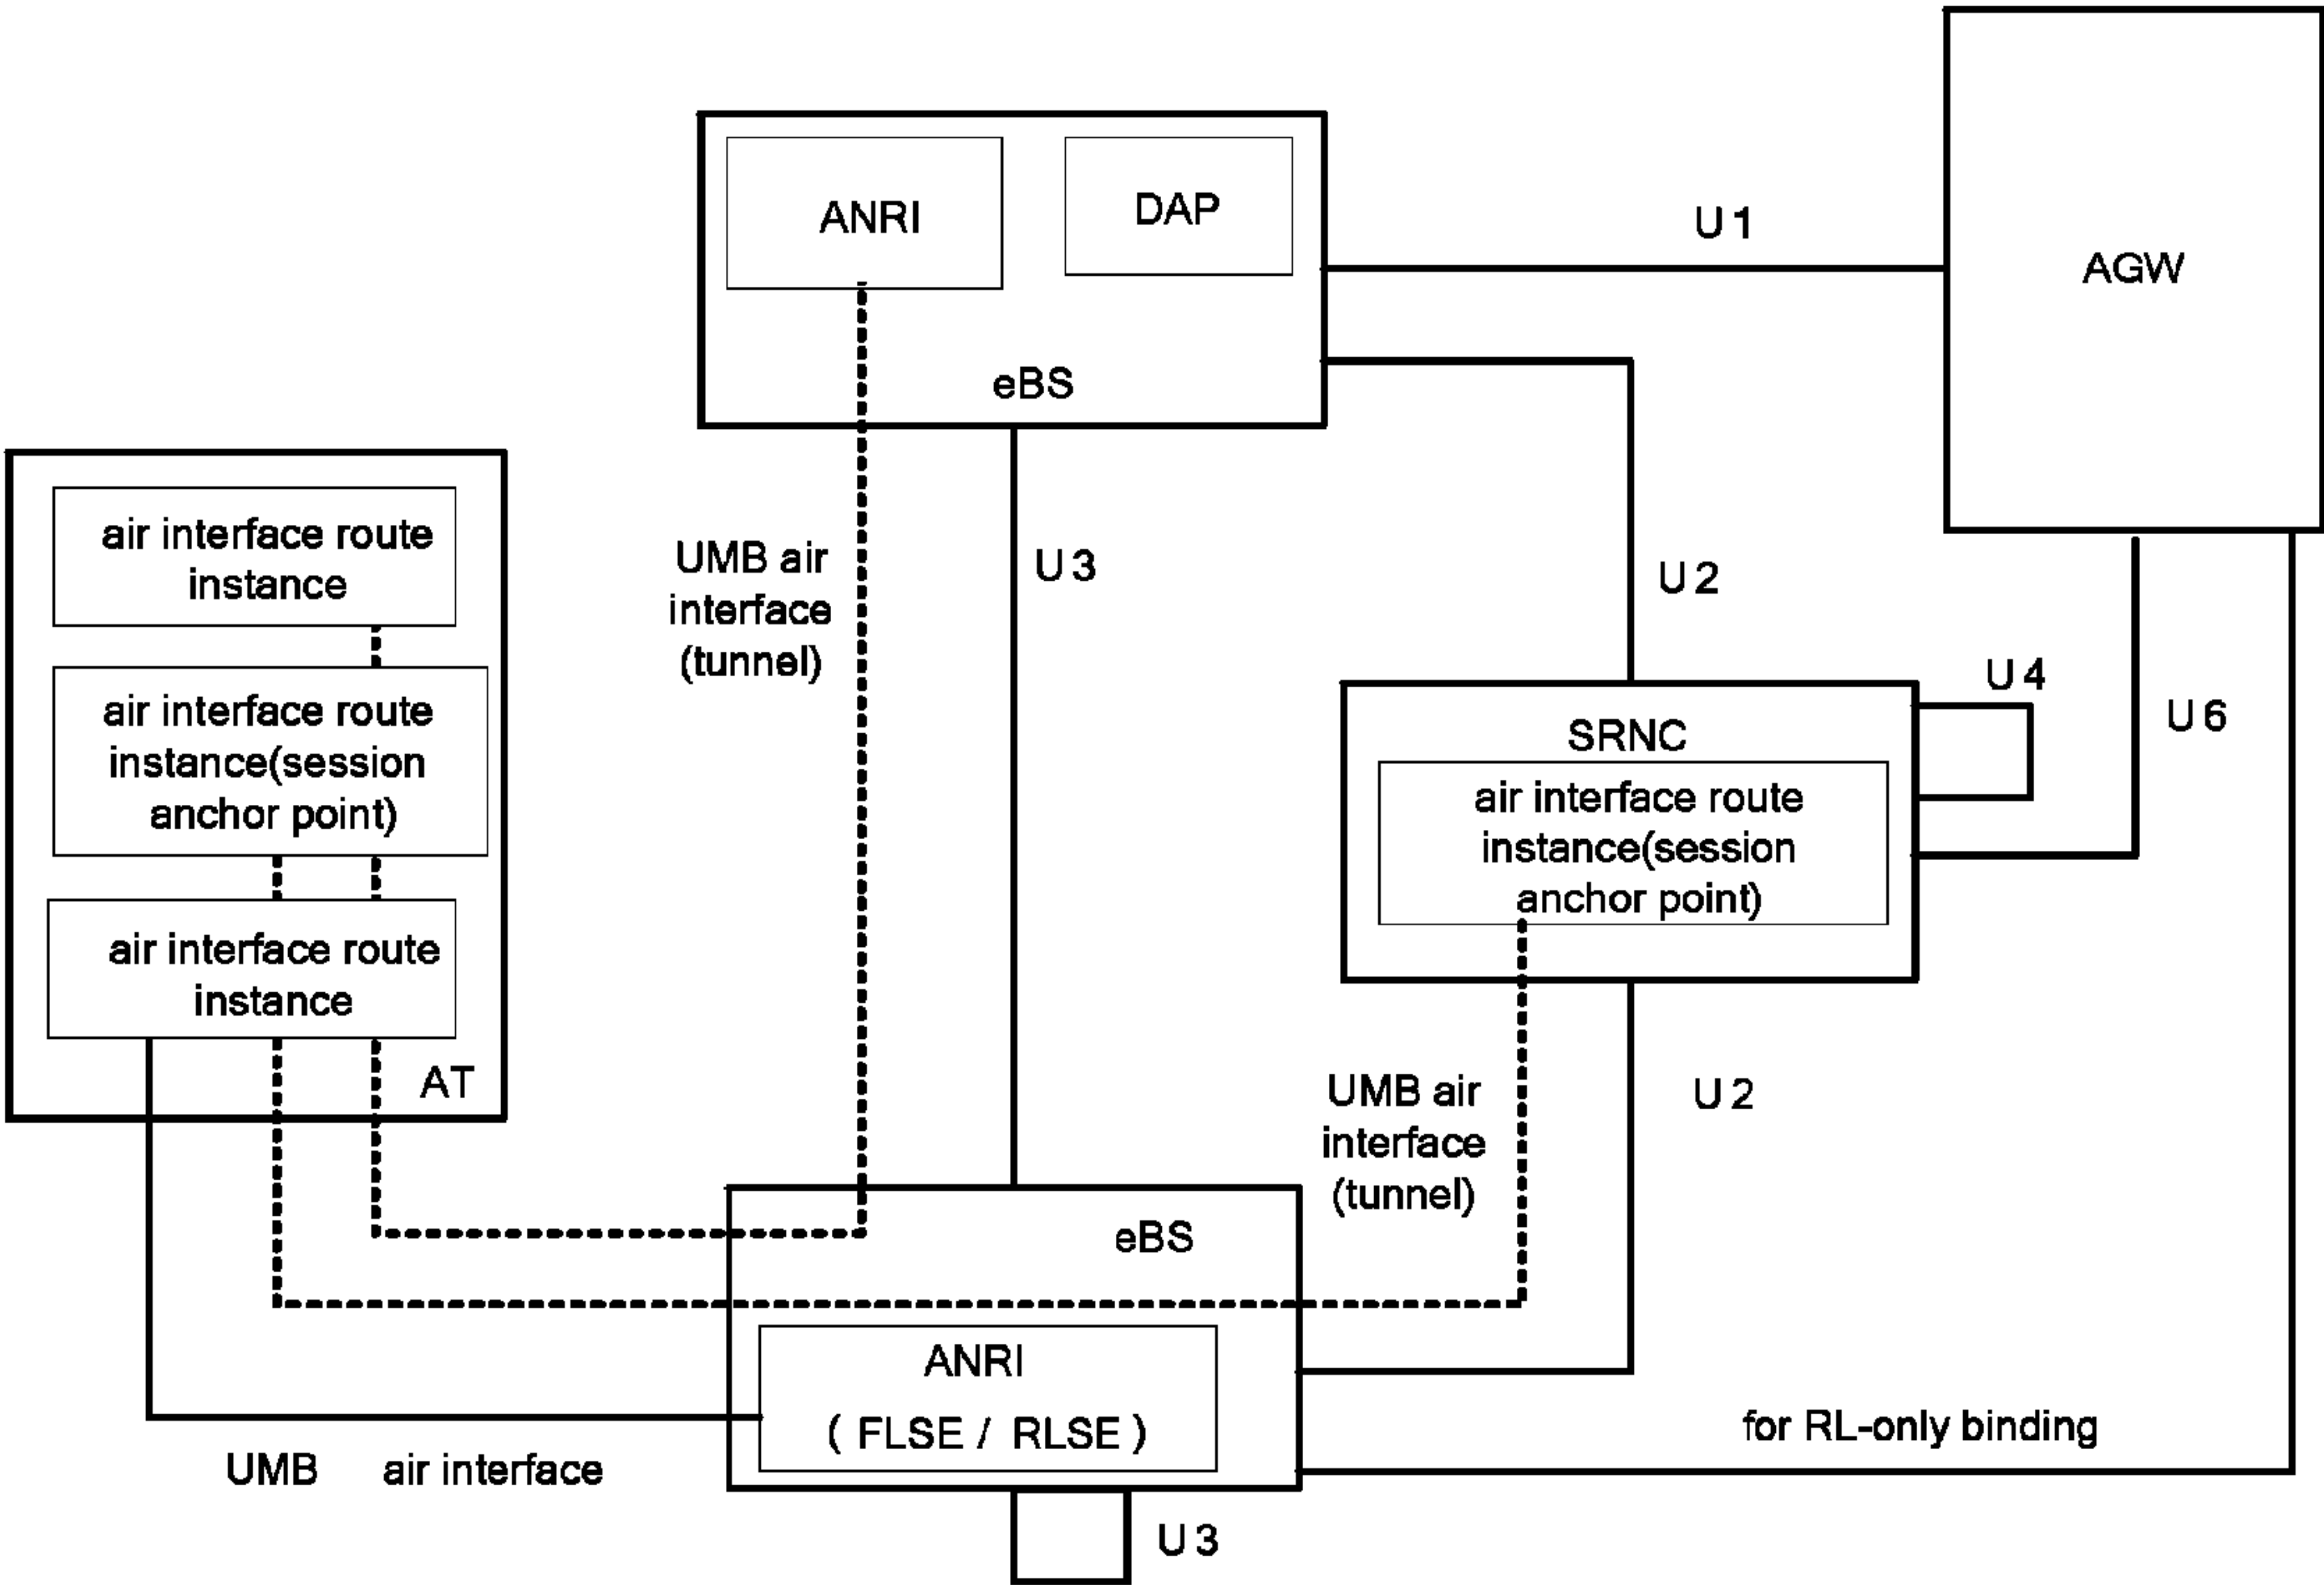 ANRI
DAP
eBS
U1
AGW
air interface route
instance
air interface route
instance(session
anchor point)
air interface route
instance
AT
UMB air
interface
(tunnel)
U3
U2
U4
U6
SRNC
air interface route
instance(session
anchor point)
UMB air
interface
(tunnel)
U2
eBS
ANRI
( FLSE / RLSE )
UMB air interface
for RL-only binding
U3